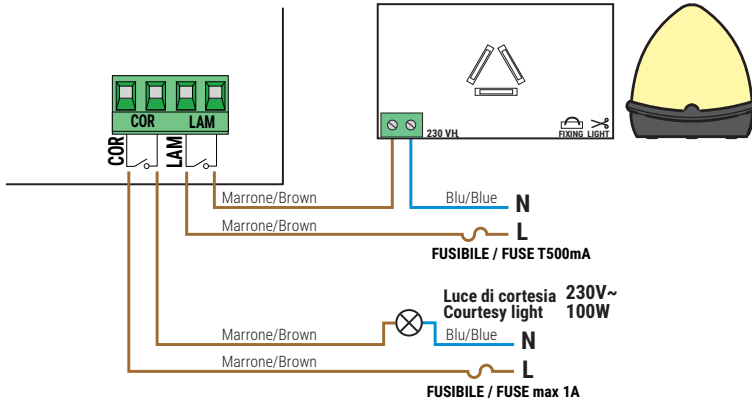 COR LAM
COR
LAM
230 VH
FIXING LIGHT
Marrone/Brown
Blu/Blue
N
Marrone/Brown
L
FUSIBILE / FUSE T500mA
Luce di cortesia 230V~
Courtesy light 100W
Marrone/Brown
Blu/Blue
N
Marrone/Brown
L
FUSIBILE / FUSE max 1A